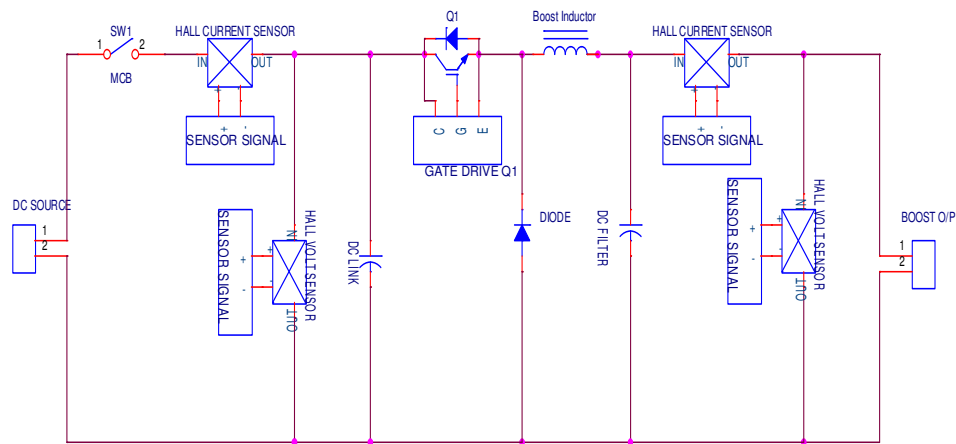 SW1
1
2
MCB
HALL CURRENT SENSOR
IN
OUT
+
-
+
-
SENSOR SIGNAL
Q1
C
G
E
GATE DRIVE Q1
Boost Inductor
HALL CURRENT SENSOR
IN
OUT
+
-
+
-
SENSOR SIGNAL
DC SOURCE
1
2
SENSOR SIGNAL
+
-
+
-
IN
OUT
HALL VOLT SENSOR
DC LINK
DIODE
DC FILTER
SENSOR SIGNAL
+
-
+
-
IN
OUT
HALL VOLT SENSOR
BOOST O/P
1
2